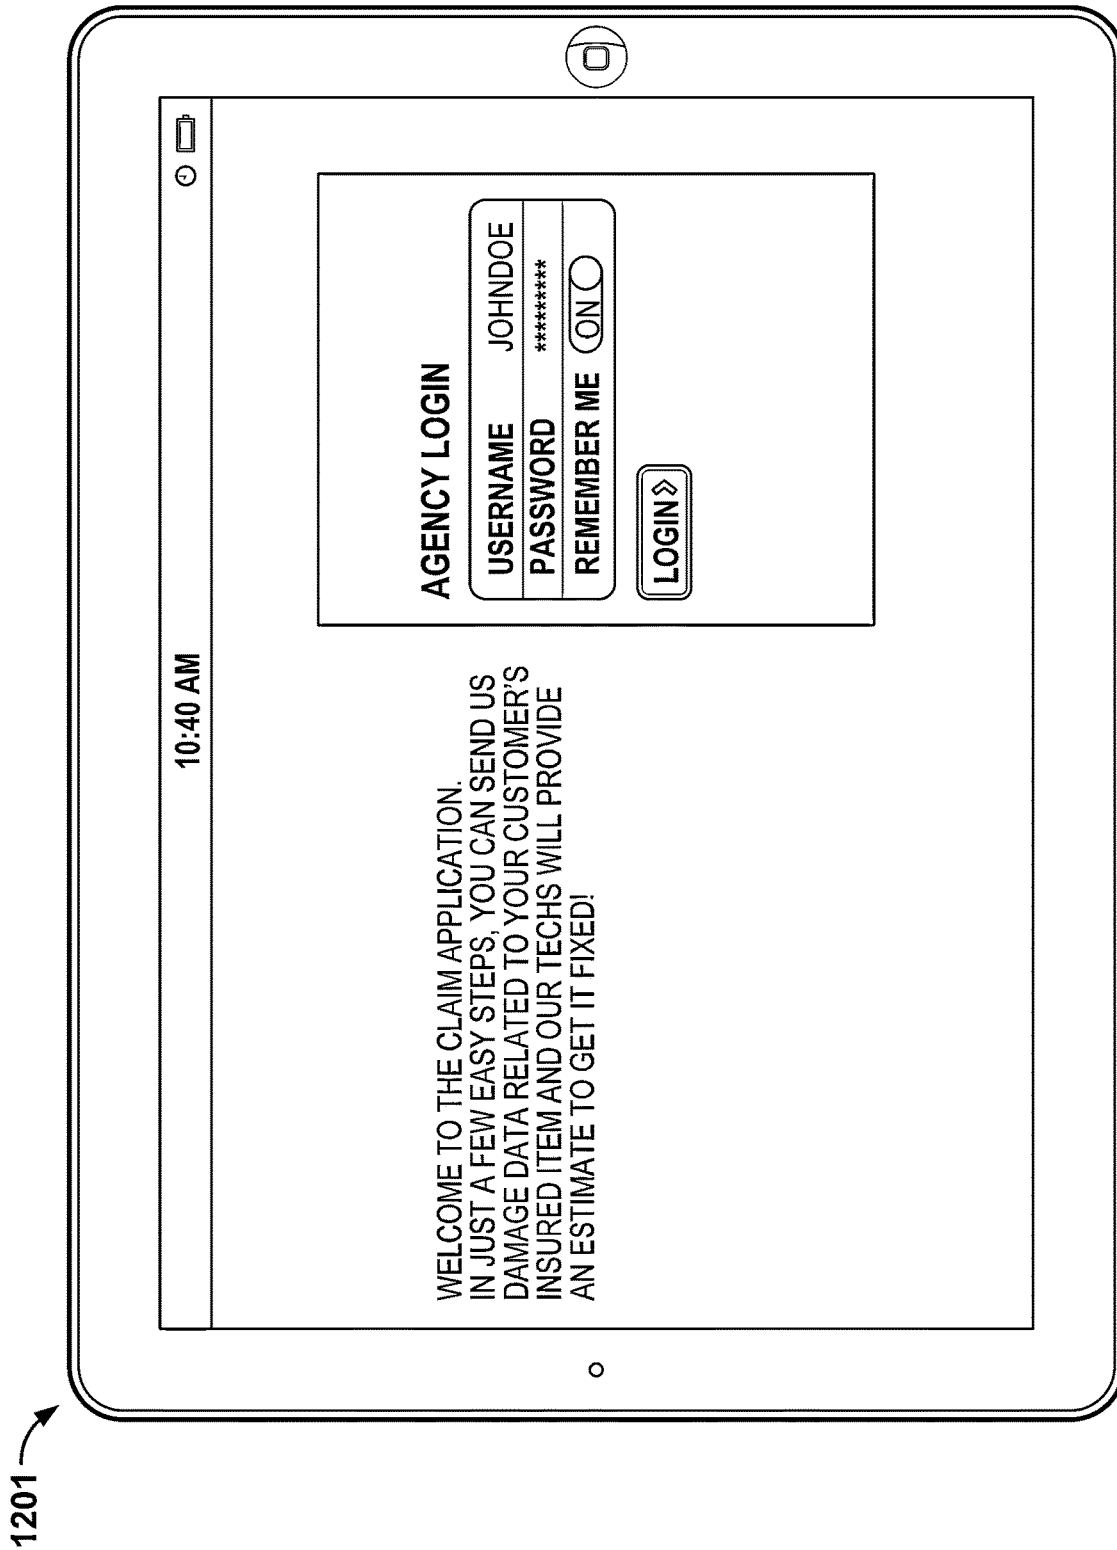 1201
10:40 AM
WELCOME TO THE CLAIM APPLICATION.
IN JUST A FEW EASY STEPS, YOU CAN SEND US
DAMAGE DATA RELATED TO YOUR CUSTOMER'S
INSURED ITEM AND OUR TECHS WILL PROVIDE
AN ESTIMATE TO GET IT FIXED!
AGENCY LOGIN
USERNAME JOHNDOE
PASSWORD *********
REMEMBER ME ON
LOGIN »